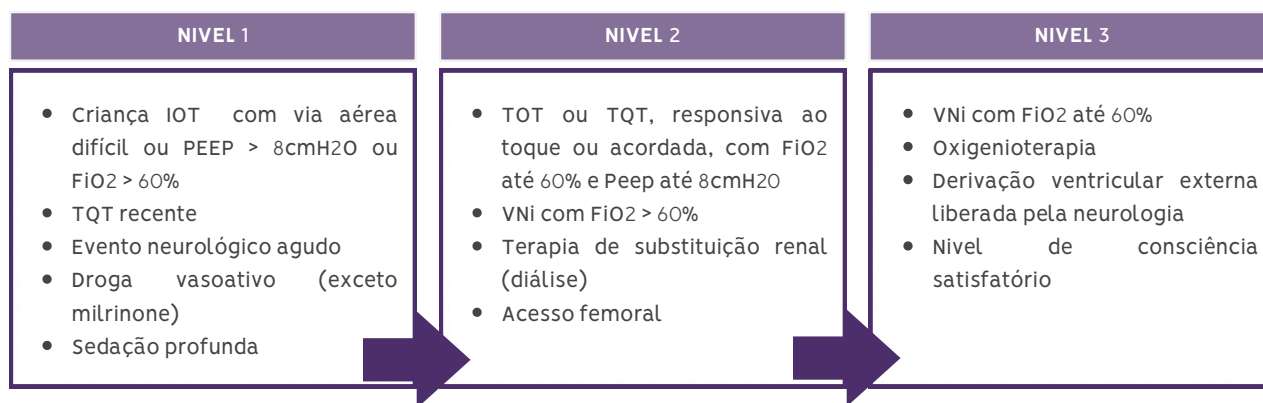 NIVEL 1
Criança IOT com via aérea
difícil ou PEEP > 8cmH2O ou
FiO2 > 60%
TQT recente
Evento neurológico agudo
Droga vasoativo (exceto
milrinone)
Sedação profunda
NIVEL 2
TOT ou TQT, responsiva ao
toque ou acordada, com FiO2
até 60% e Peep até 8cmH20
VNi com FiO2 > 60%
Terapia de substituição renal
(diálise)
Acesso femoral
NIVEL 3
VNi com FiO2 até 60%
Oxigenioterapia
Derivação ventricular externa
liberada pela neurologia
Nivel de consciência
satisfatório